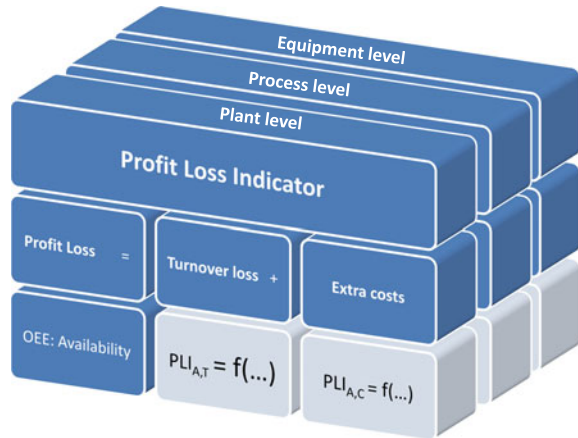 Equipment level
Process level
Plant level
Profit Loss Indicator
Profit Loss =
Turnover loss +
Extra costs
OEE: Availability
PLI_A,T = f(...)
PLI_A,C = f(...)